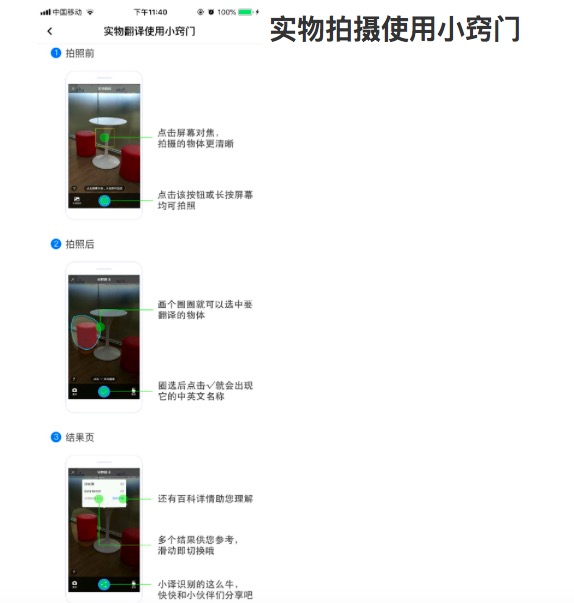 中国移动
下午11:40
100%
实物拍摄使用小窍门
实物翻译使用小窍门
1 拍照前
点击屏幕对焦，
拍摄的物体更清晰
点击该按钮或长按屏幕
均可拍照
2 拍照后
画个圈圈就可以选中要
翻译的物体
圈选后点击✓就会出现
它的中英文名称
3 结果页
还有百科详情助您理解
多个结果供您参考，
滑动即切换哦
小译识别的这么牛，
快快和小伙伴们分享吧